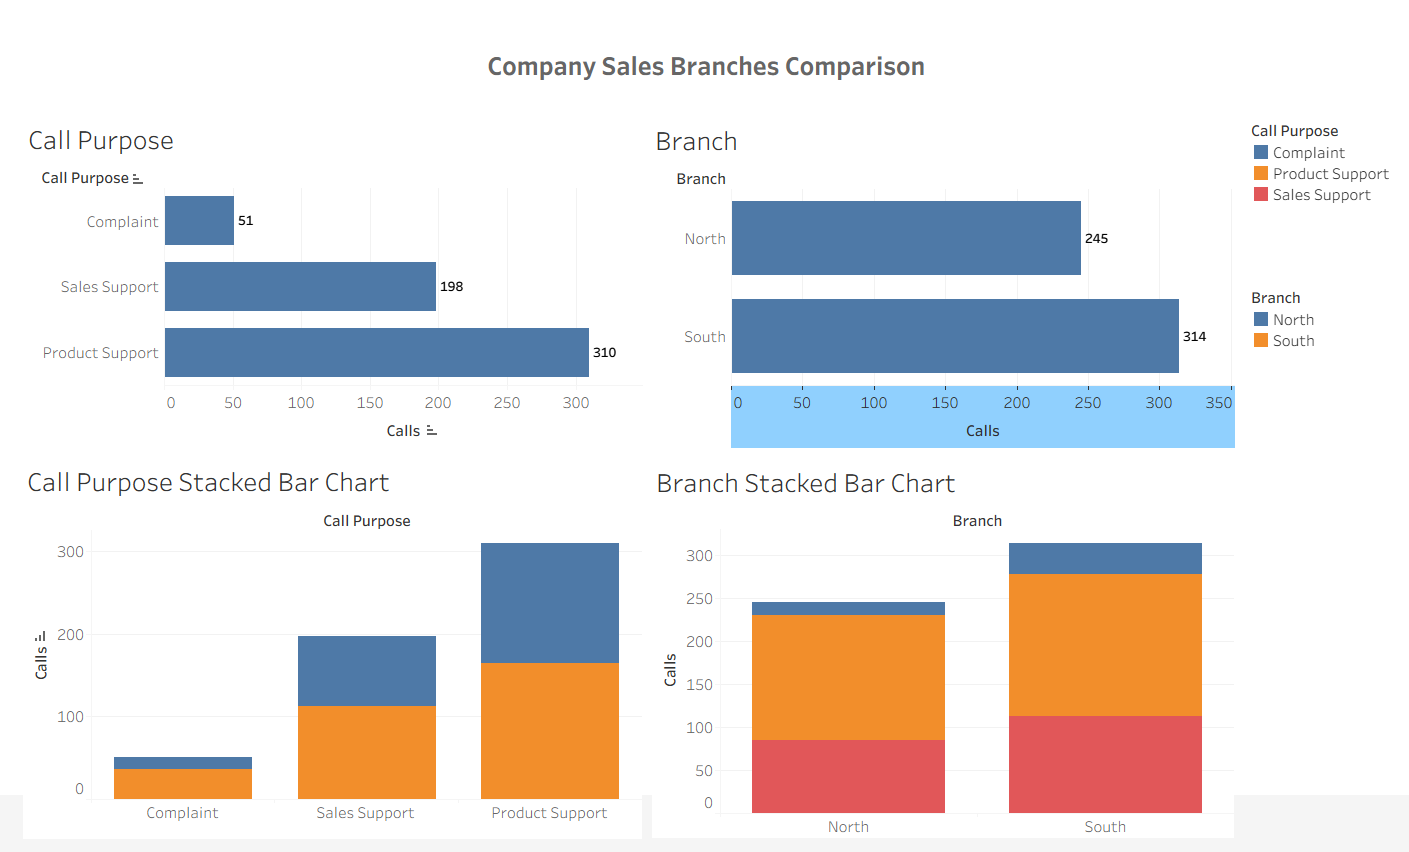 Company Sales Branches Comparison
Call Purpose
Call Purpose
Complaint
51
Sales Support
198
Product Support
310
0 50 100 150 200 250 300
Calls
Branch
Branch
North
245
South
314
0 50 100 150 200 250 300 350
Calls
Call Purpose
Complaint
Product Support
Sales Support
Branch
North
South
Call Purpose Stacked Bar Chart
Call Purpose
300
200
100
0
Calls
Complaint Sales Support Product Support
Branch Stacked Bar Chart
Branch
300
250
200
150
100
50
0
Calls
North South